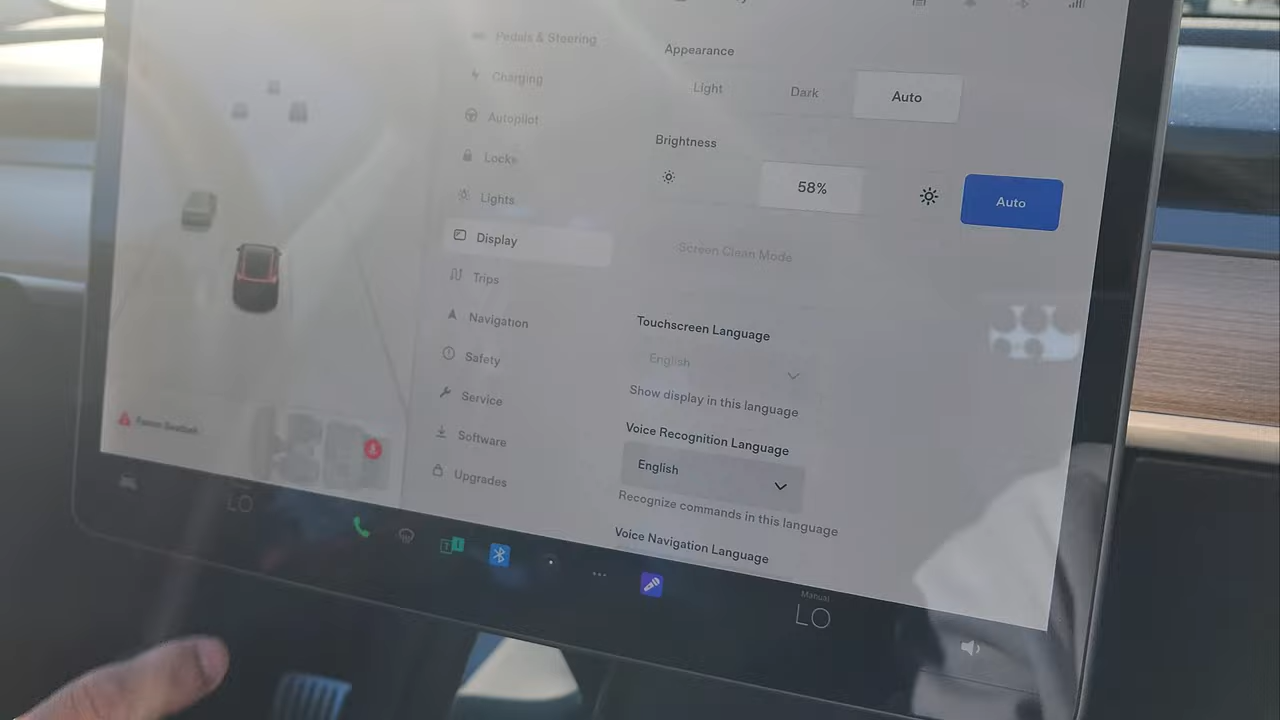 Pedals & Steering
Charging
Autopilot
Locks
Lights
Display
Trips
Navigation
Safety
Service
Software
Upgrades
Appearance
Light Dark Auto
Brightness
58% Auto
Screen Clean Mode
Touchscreen Language
English
Show display in this language
Voice Recognition Language
English
Recognize commands in this language
Voice Navigation Language
Fasten Seatbelt
LO
Manual
LO